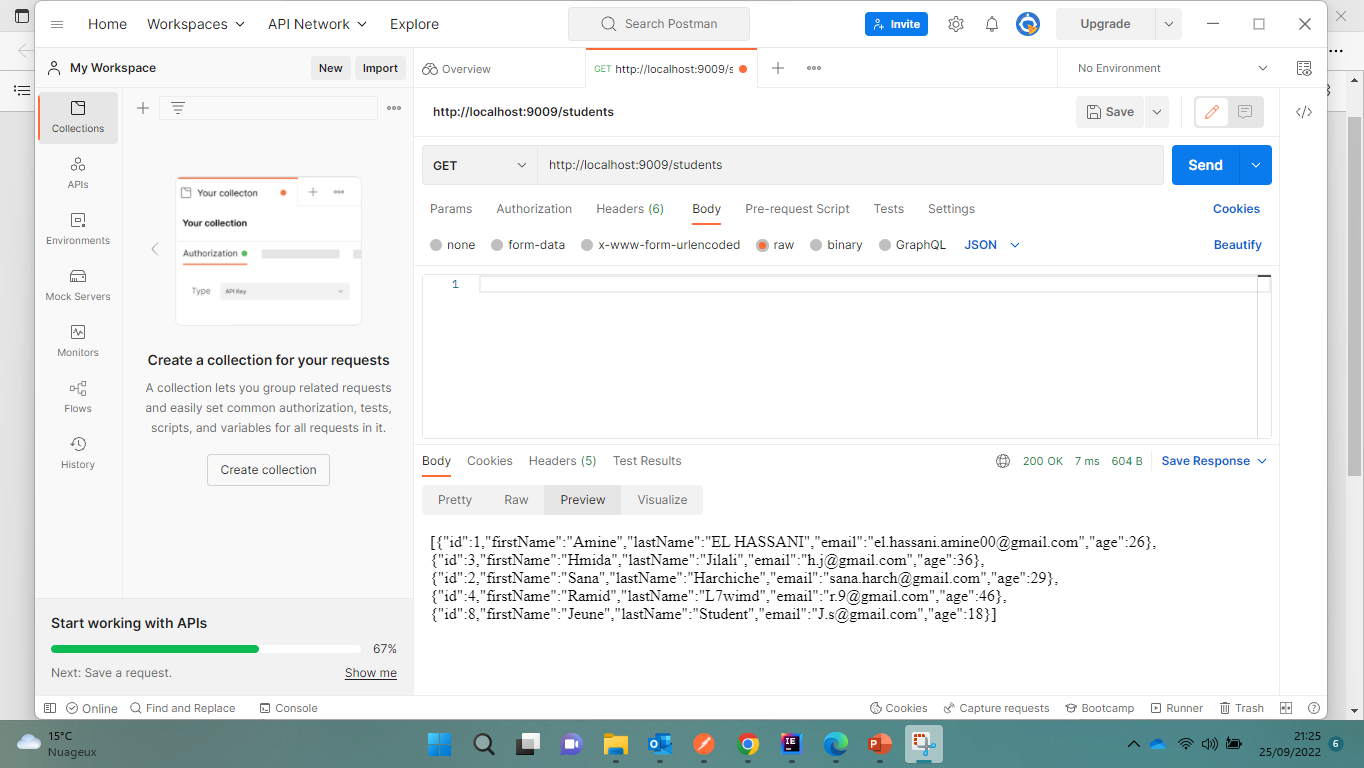 Home Workspaces API Network Explore Search Postman Invite Upgrade
My Workspace New Import Overview GET http://localhost:9009/s No Environment
Collections
APIs
Environments
Mock Servers
Monitors
Flows
History
Your collecton
Your collection
Authorization
Type API Key
Create a collection for your requests
A collection lets you group related requests
and easily set common authorization, tests,
scripts, and variables for all requests in it.
Create collection
Start working with APIs
67%
Next: Save a request. Show me
http://localhost:9009/students Save
GET http://localhost:9009/students Send
Params Authorization Headers (6) Body Pre-request Script Tests Settings Cookies
none form-data x-www-form-urlencoded raw binary GraphQL JSON Beautify
1
Body Cookies Headers (5) Test Results 200 OK 7 ms 604 B Save Response
Pretty Raw Preview Visualize
[{"id":1,"firstName":"Amine","lastName":"EL HASSANI","email":"el.hassani.amine00@gmail.com","age":26},
{"id":3,"firstName":"Hmida","lastName":"Jilali","email":"h.j@gmail.com","age":36},
{"id":2,"firstName":"Sana","lastName":"Harchiche","email":"sana.harch@gmail.com","age":29},
{"id":4,"firstName":"Ramid","lastName":"L7wimd","email":"r.9@gmail.com","age":46},
{"id":8,"firstName":"Jeune","lastName":"Student","email":"J.s@gmail.com","age":18}]
Online Find and Replace Console Cookies Capture requests Bootcamp Runner Trash
15°C
Nuageux
IE
21:25
25/09/2022
6